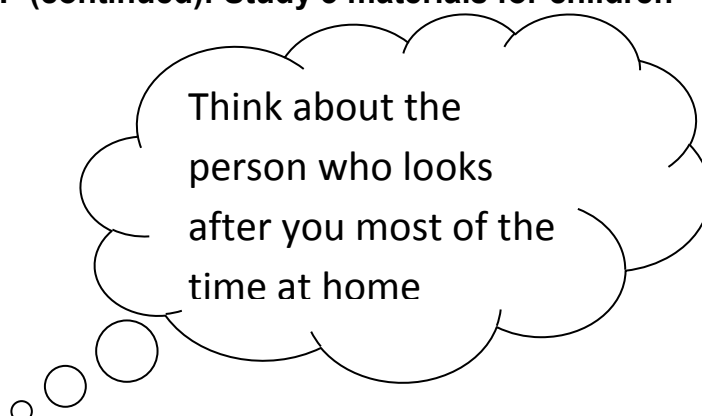 (continued): Study 3 materials for children
Think about the
person who looks
after you most of the
time at home